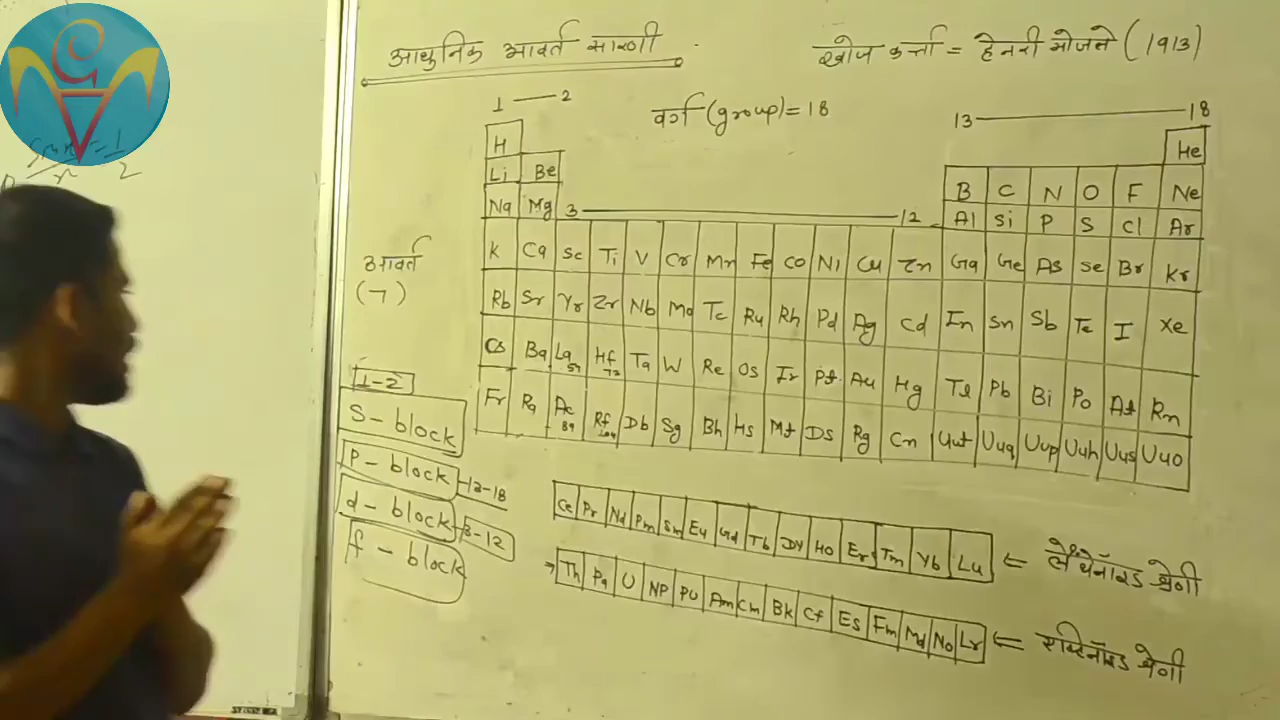 आधुनिक आवर्त सारणी
खोज कर्त्ता = हेनरी मोजले (1913)
वर्ग (group) = 18
1 — 2
13 — 18
H He
Li Be B C N O F Ne
Na Mg 3 — 12 Al Si P S Cl Ar
K Ca Sc Ti V Cr Mn Fe Co Ni Cu Zn Ga Ge As Se Br Kr
Rb Sr Yr Zr Nb Mo Tc Ru Rh Pd Ag Cd In Sn Sb Te I Xe
Cs Ba La 57 Hf 72 Ta W Re Os Ir Pt Au Hg Tl Pb Bi Po At Rn
Fr Ra Ac 89 Rf 104 Db Sg Bh Hs Mt Ds Rg Cn Uut Uuq Uup Uuh Uus Uuo
आवर्त
(7)
1-2
S-block
P-block -13-18
d-block -3-12
f-block
Ce Pr Nd Pm Sm Eu Gd Tb Dy Ho Er Tm Yb Lu ⇐ लैंथेनॉइड श्रेणी
→ Th Pa U NP PU Am Cm Bk Cf Es Fm Md No Lr ⇐ एक्टिनॉइड श्रेणी